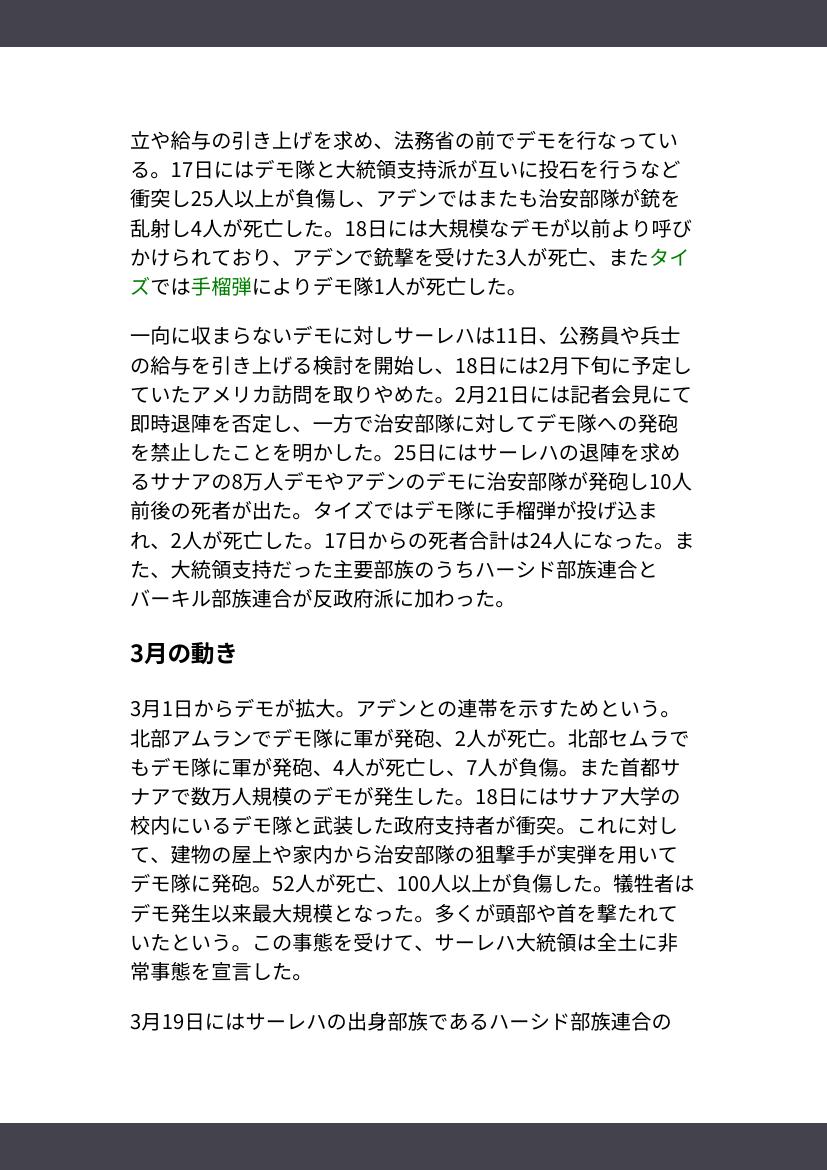 立や給与の引き上げを求め、法務省の前でデモを行なってい
る。17日にはデモ隊と大統領支持派が互いに投石を行うなど
衝突し25人以上が負傷し、アデンではまたも治安部隊が銃を
乱射し4人が死亡した。18日には大規模なデモが以前より呼び
かけられており、アデンで銃撃を受けた3人が死亡、またタイ
ズでは手榴弾によりデモ隊1人が死亡した。
一向に収まらないデモに対しサーレハは11日、公務員や兵士
の給与を引き上げる検討を開始し、18日には2月下旬に予定し
ていたアメリカ訪問を取りやめた。2月21日には記者会見にて
即時退陣を否定し、一方で治安部隊に対してデモ隊への発砲
を禁止したことを明かした。25日にはサーレハの退陣を求め
るサナアの8万人デモやアデンのデモに治安部隊が発砲し10人
前後の死者が出た。タイズではデモ隊に手榴弾が投げ込ま
れ、2人が死亡した。17日からの死者合計は24人になった。ま
た、大統領支持だった主要部族のうちハーシド部族連合と
バーキル部族連合が反政府派に加わった。
3月の動き
3月1日からデモが拡大。アデンとの連帯を示すためという。
北部アムランでデモ隊に軍が発砲、2人が死亡。北部セムラで
もデモ隊に軍が発砲、4人が死亡し、7人が負傷。また首都サ
ナアで数万人規模のデモが発生した。18日にはサナア大学の
校内にいるデモ隊と武装した政府支持者が衝突。これに対し
て、建物の屋上や家内から治安部隊の狙撃手が実弾を用いて
デモ隊に発砲。52人が死亡、100人以上が負傷した。犠牲者は
デモ発生以来最大規模となった。多くが頭部や首を撃たれて
いたという。この事態を受けて、サーレハ大統領は全土に非
常事態を宣言した。
3月19日にはサーレハの出身部族であるハーシド部族連合の